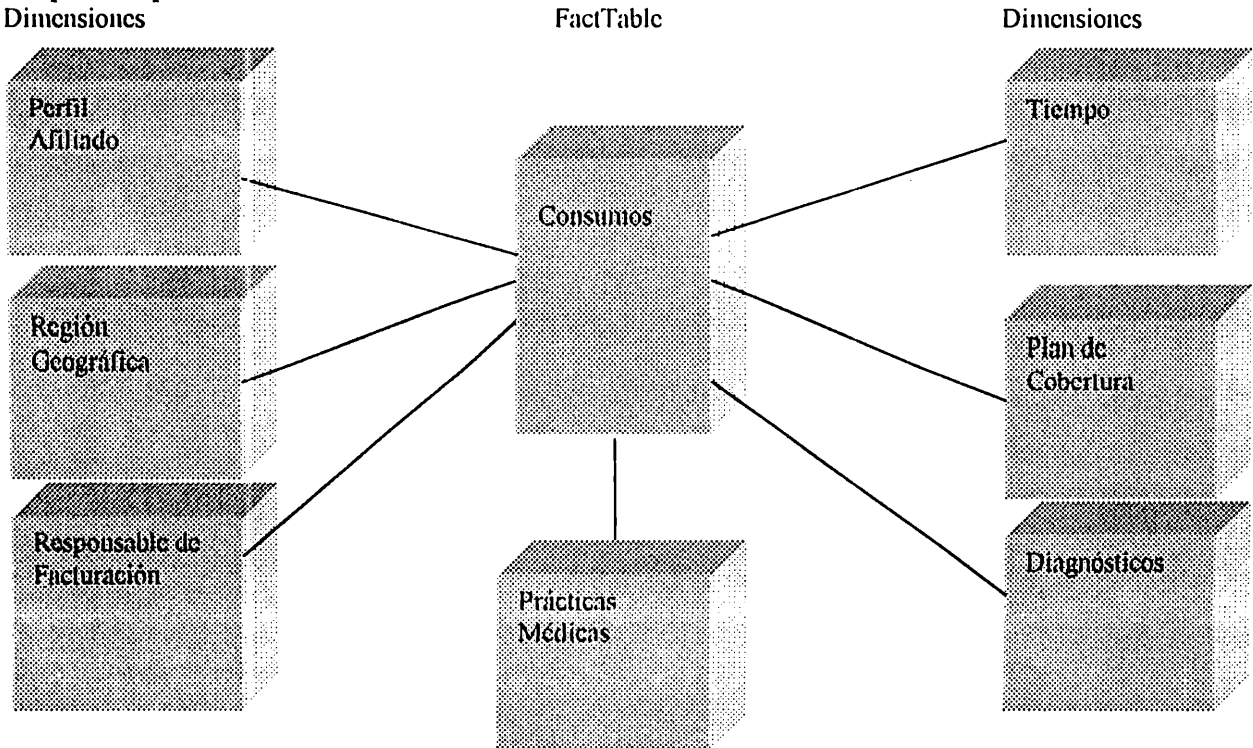 Dimensiones
FactTable
Dimensiones
Perfil
Afiliado
Tiempo
Consumos
Región
Geográfica
Plan de
Cobertura
Responsable de
Facturación
Prácticas
Médicas
Diagnósticos